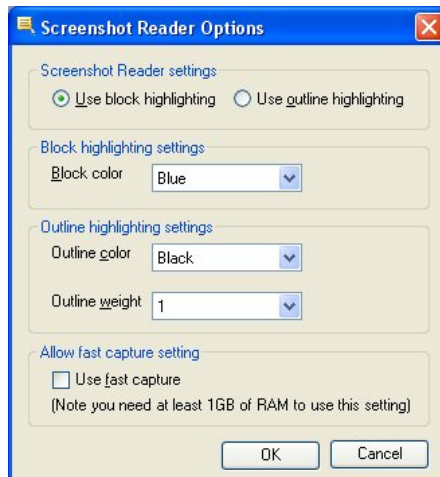 Screenshot Reader Options
Screenshot Reader settings
Use block highlighting Use outline highlighting
Block highlighting settings
Block color Blue
Outline highlighting settings
Outline color Black
Outline weight 1
Allow fast capture setting
Use fast capture
(Note you need at least 1GB of RAM to use this setting)
OK Cancel